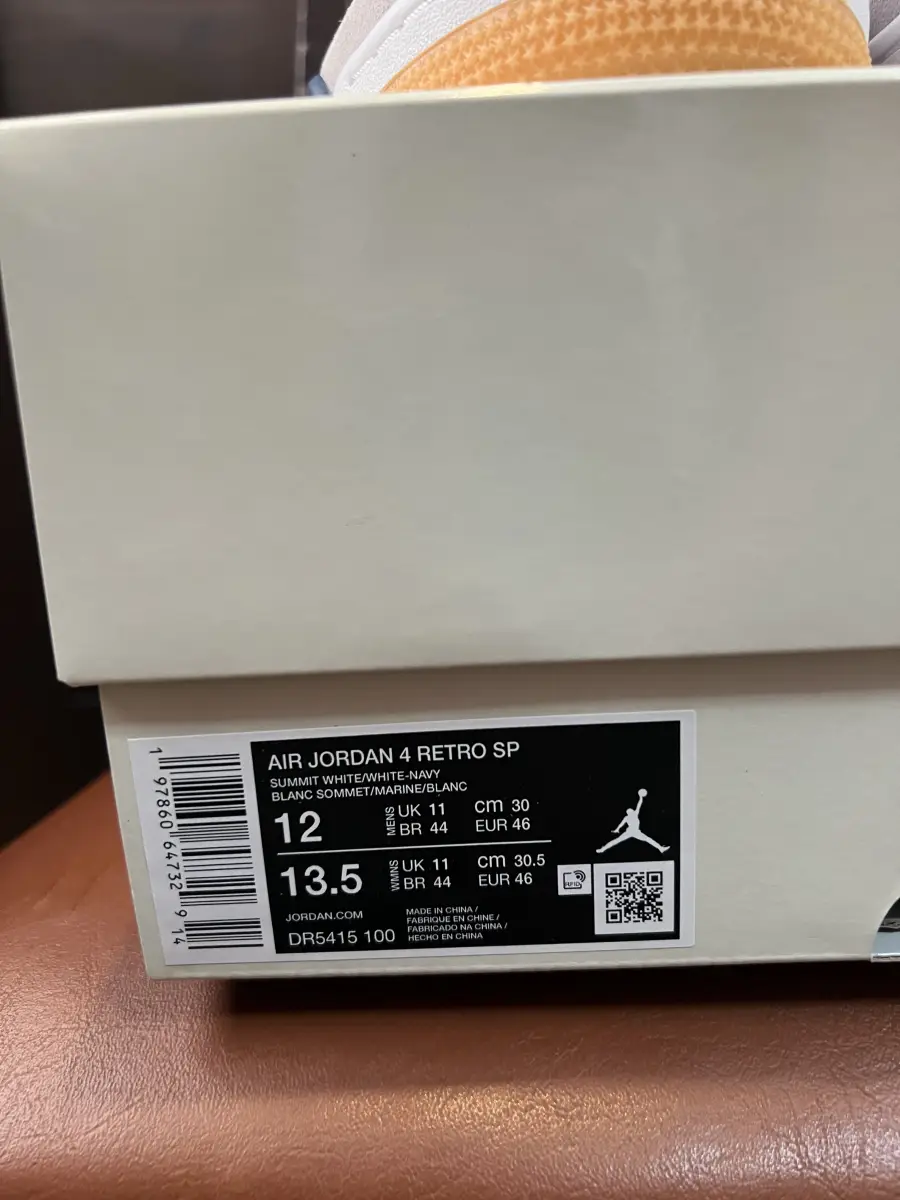 AIR JORDAN 4 RETRO SP
SUMMIT WHITE/WHITE-NAVY
BLANC SOMMET/MARINE/BLANC
12 MENS UK 11 cm 30
BR 44 EUR 46
13.5 WMNS UK 11 cm 30.5
BR 44 EUR 46
RFID
JORDAN.COM
DR5415 100
MADE IN CHINA /
FABRIQUE EN CHINE /
FABRICADO NA CHINA /
HECHO EN CHINA
1 97860 64732 9 14